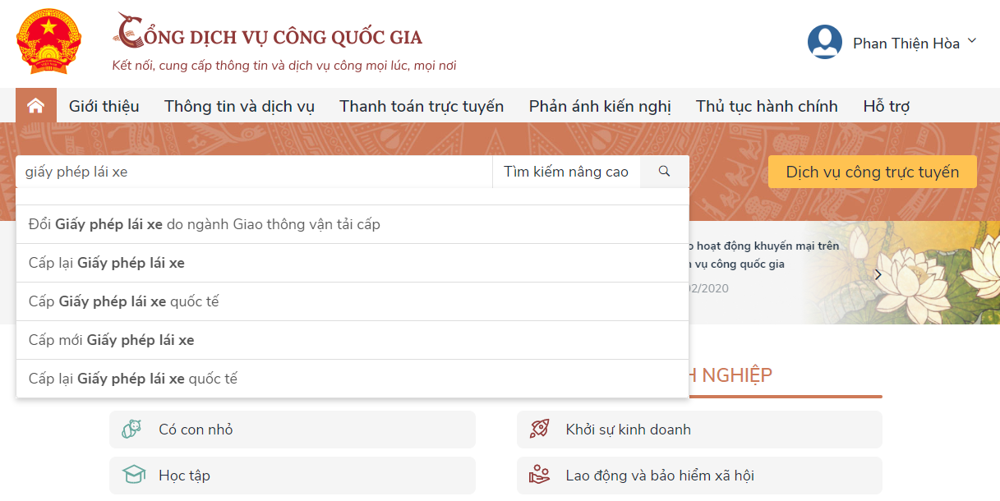 CỔNG DỊCH VỤ CÔNG QUỐC GIA
Kết nối, cung cấp thông tin và dịch vụ công mọi lúc, mọi nơi
Phan Thiện Hòa
Giới thiệu
Thông tin và dịch vụ
Thanh toán trực tuyến
Phản ánh kiến nghị
Thủ tục hành chính
Hỗ trợ
giấy phép lái xe
Tìm kiếm nâng cao
Dịch vụ công trực tuyến
Đổi Giấy phép lái xe do ngành Giao thông vận tải cấp
Cấp lại Giấy phép lái xe
Cấp Giấy phép lái xe quốc tế
Cấp mới Giấy phép lái xe
Cấp lại Giấy phép lái xe quốc tế
hoạt động khuyến mại trên
vụ công quốc gia
02/2020
NGHIỆP
Có con nhỏ
Khởi sự kinh doanh
Học tập
Lao động và bảo hiểm xã hội